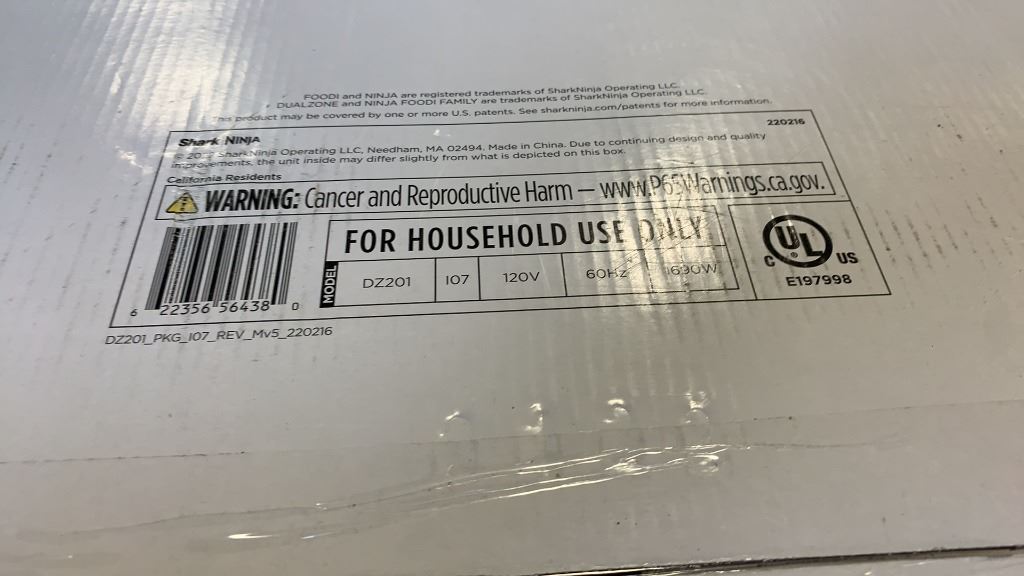 FOODI and NINJA are registered trademarks of SharkNinja Operating LLC.
DUALZONE and NINJA FOODI FAMILY are trademarks of SharkNinja Operating LLC.
This product may be covered by one or more U.S. patents. See sharkninja.com/patents for more information.
220216
Shark NINJA
© SharkNinja Operating LLC, Needham, MA 02494. Made in China. Due to continuing design and quality
improvements, the unit inside may differ slightly from what is depicted on this box.
California Residents
WARNING: Cancer and Reproductive Harm — www.P65Warnings.ca.gov.
FOR HOUSEHOLD USE ONLY
MODEL DZ201 I07 120V 60Hz 1690W
C UL ® US
E197998
6 22356 56438 0
DZ201_PKG_I07_REV_Mv5_220216